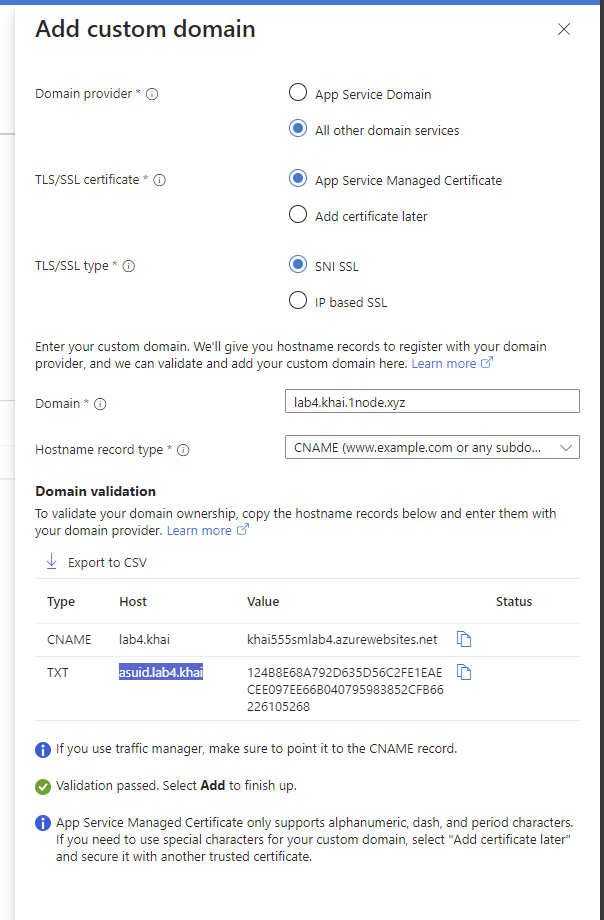 Add custom domain
Domain provider *
App Service Domain
All other domain services
TLS/SSL certificate *
App Service Managed Certificate
Add certificate later
TLS/SSL type *
SNI SSL
IP based SSL
Enter your custom domain. We'll give you hostname records to register with your domain
provider, and we can validate and add your custom domain here. Learn more
Domain *
lab4.khai.1node.xyz
Hostname record type *
CNAME (www.example.com or any subdo...
Domain validation
To validate your domain ownership, copy the hostname records below and enter them with
your domain provider. Learn more
Export to CSV
Type Host Value Status
CNAME lab4.khai khai555smlab4.azurewebsites.net
TXT asuid.lab4.khai 124B8E68A792D635D56C2FE1EAE
CEE097EE66B040795983852CFB66
226105268
If you use traffic manager, make sure to point it to the CNAME record.
Validation passed. Select Add to finish up.
App Service Managed Certificate only supports alphanumeric, dash, and period characters.
If you need to use special characters for your custom domain, select "Add certificate later"
and secure it with another trusted certificate.